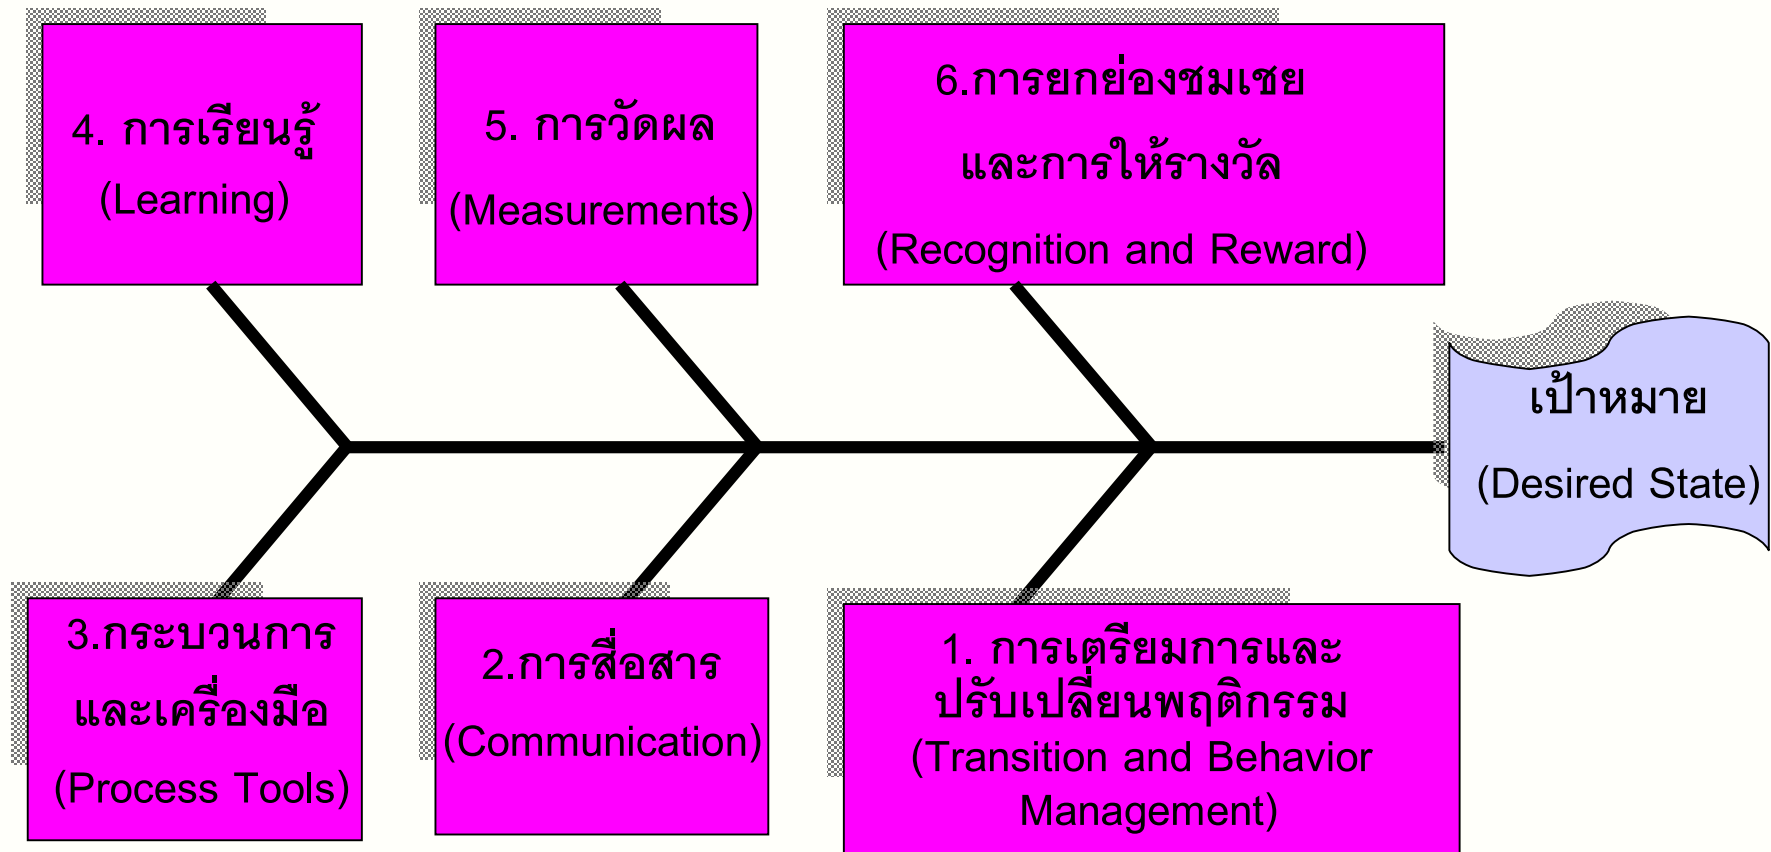 4. การเรียนรู้
(Learning)
5. การวัดผล
(Measurements)
6.การยกย่องชมเชย
และการให้รางวัล
(Recognition and Reward)
เป้าหมาย
(Desired State)
3.กระบวนการ
และเครื่องมือ
(Process Tools)
2.การสื่อสาร
(Communication)
1. การเตรียมการและ
ปรับเปลี่ยนพฤติกรรม
(Transition and Behavior
Management)